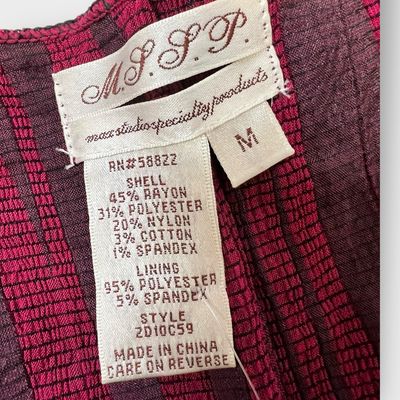 M.S.S.P.
maxstudiospecialtyproducts
M
RN#58822
SHELL
45% RAYON
31% POLYESTER
20% NYLON
3% COTTON
1% SPANDEX
LINING
95% POLYESTER
5% SPANDEX
STYLE
2D10C59
MADE IN CHINA
CARE ON REVERSE